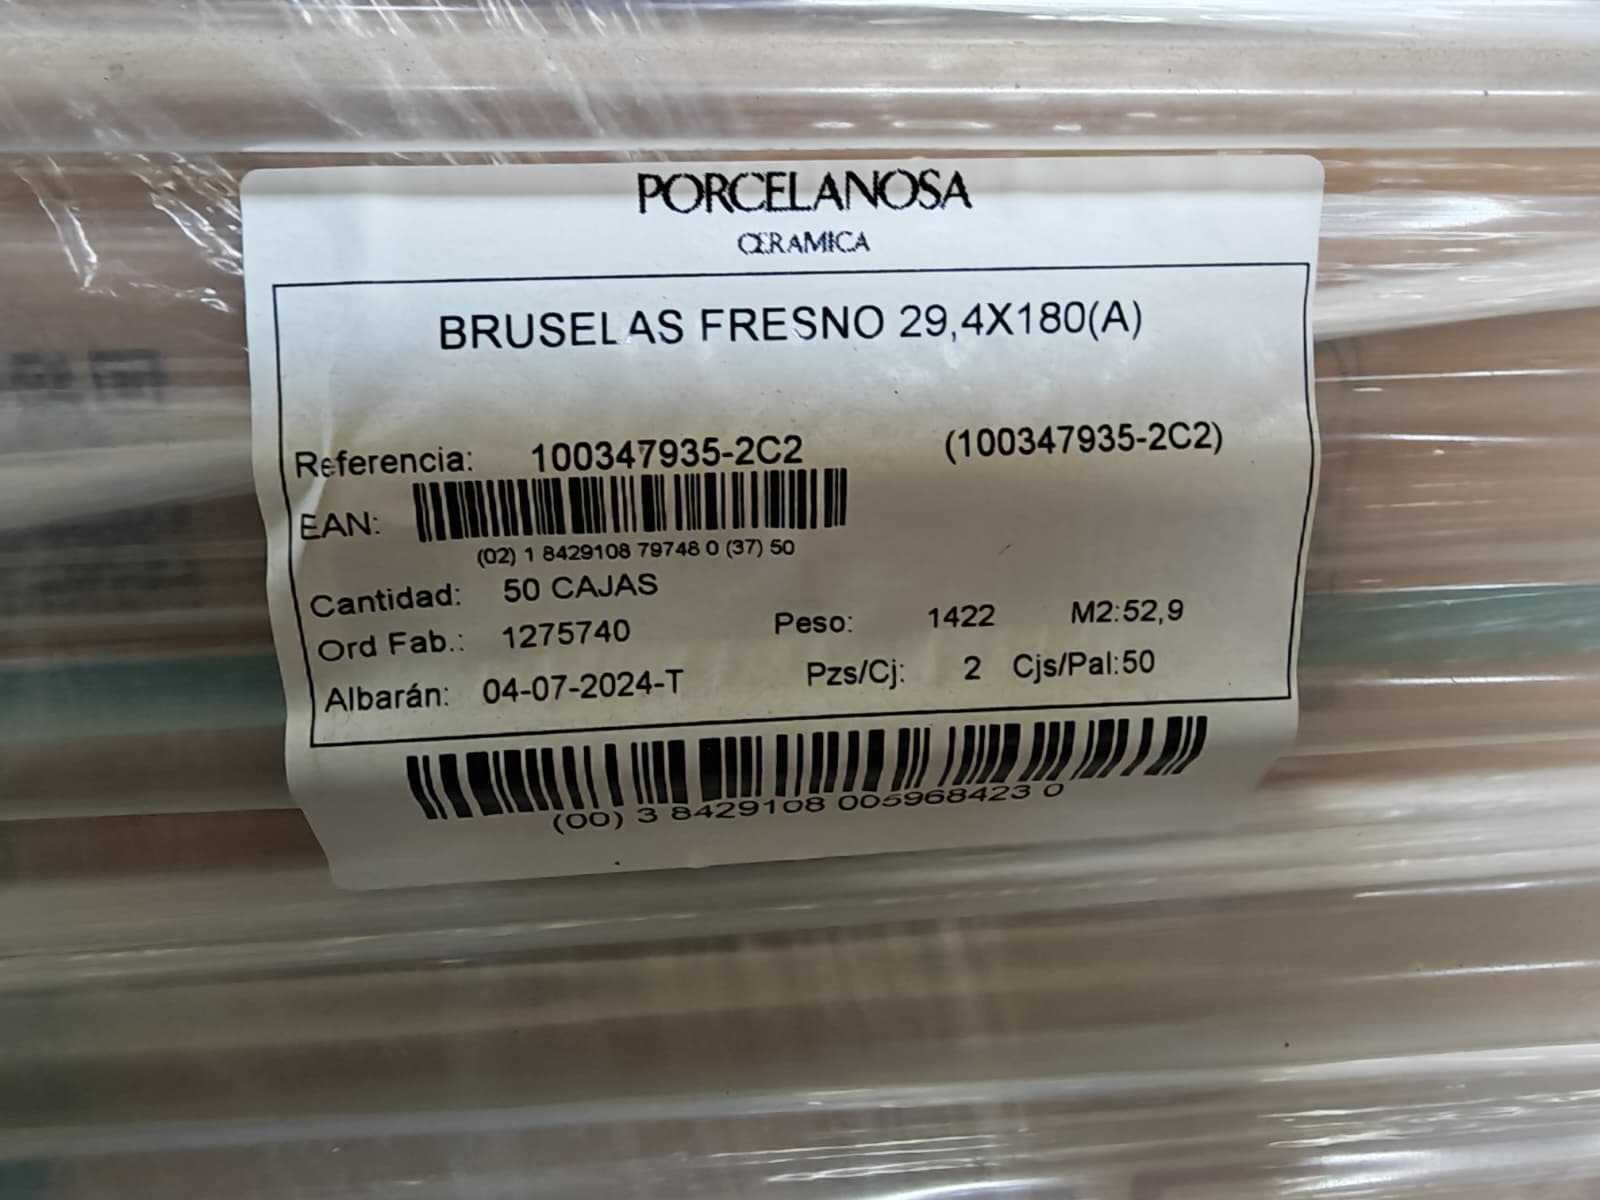 PORCELANOSA
CERAMICA
BRUSELAS FRESNO 29,4X180(A)
Referencia: 100347935-2C2 (100347935-2C2)
EAN:
(02) 1 8429108 79748 0 (37) 50
Cantidad: 50 CAJAS
Ord Fab.: 1275740 Peso: 1422 M2:52,9
Albarán: 04-07-2024-T Pzs/Cj: 2 Cjs/Pal:50
(00) 3 8429108 005968423 0